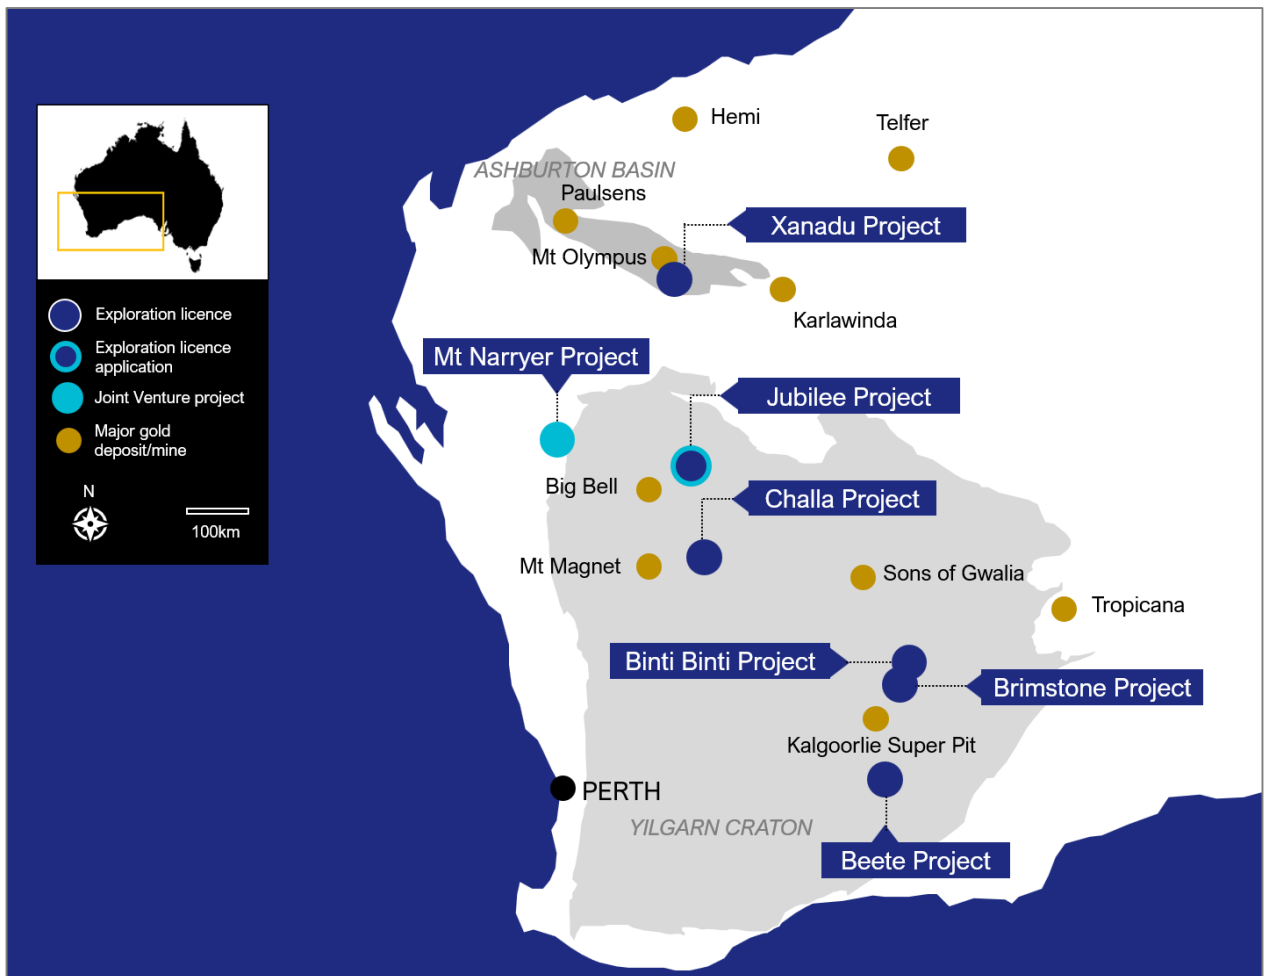 Hemi
Telfer
ASHBURTON BASIN
Paulsens
Xanadu Project
Mt Olympus
Karlawinda
Exploration licence
Exploration licence
application
Joint Venture project
Major gold
deposit/mine
N
100km
Mt Narryer Project
Jubilee Project
Big Bell
Challa Project
Mt Magnet
Sons of Gwalia
Tropicana
Binti Binti Project
Brimstone Project
Kalgoorlie Super Pit
PERTH
YILGARN CRATON
Beete Project